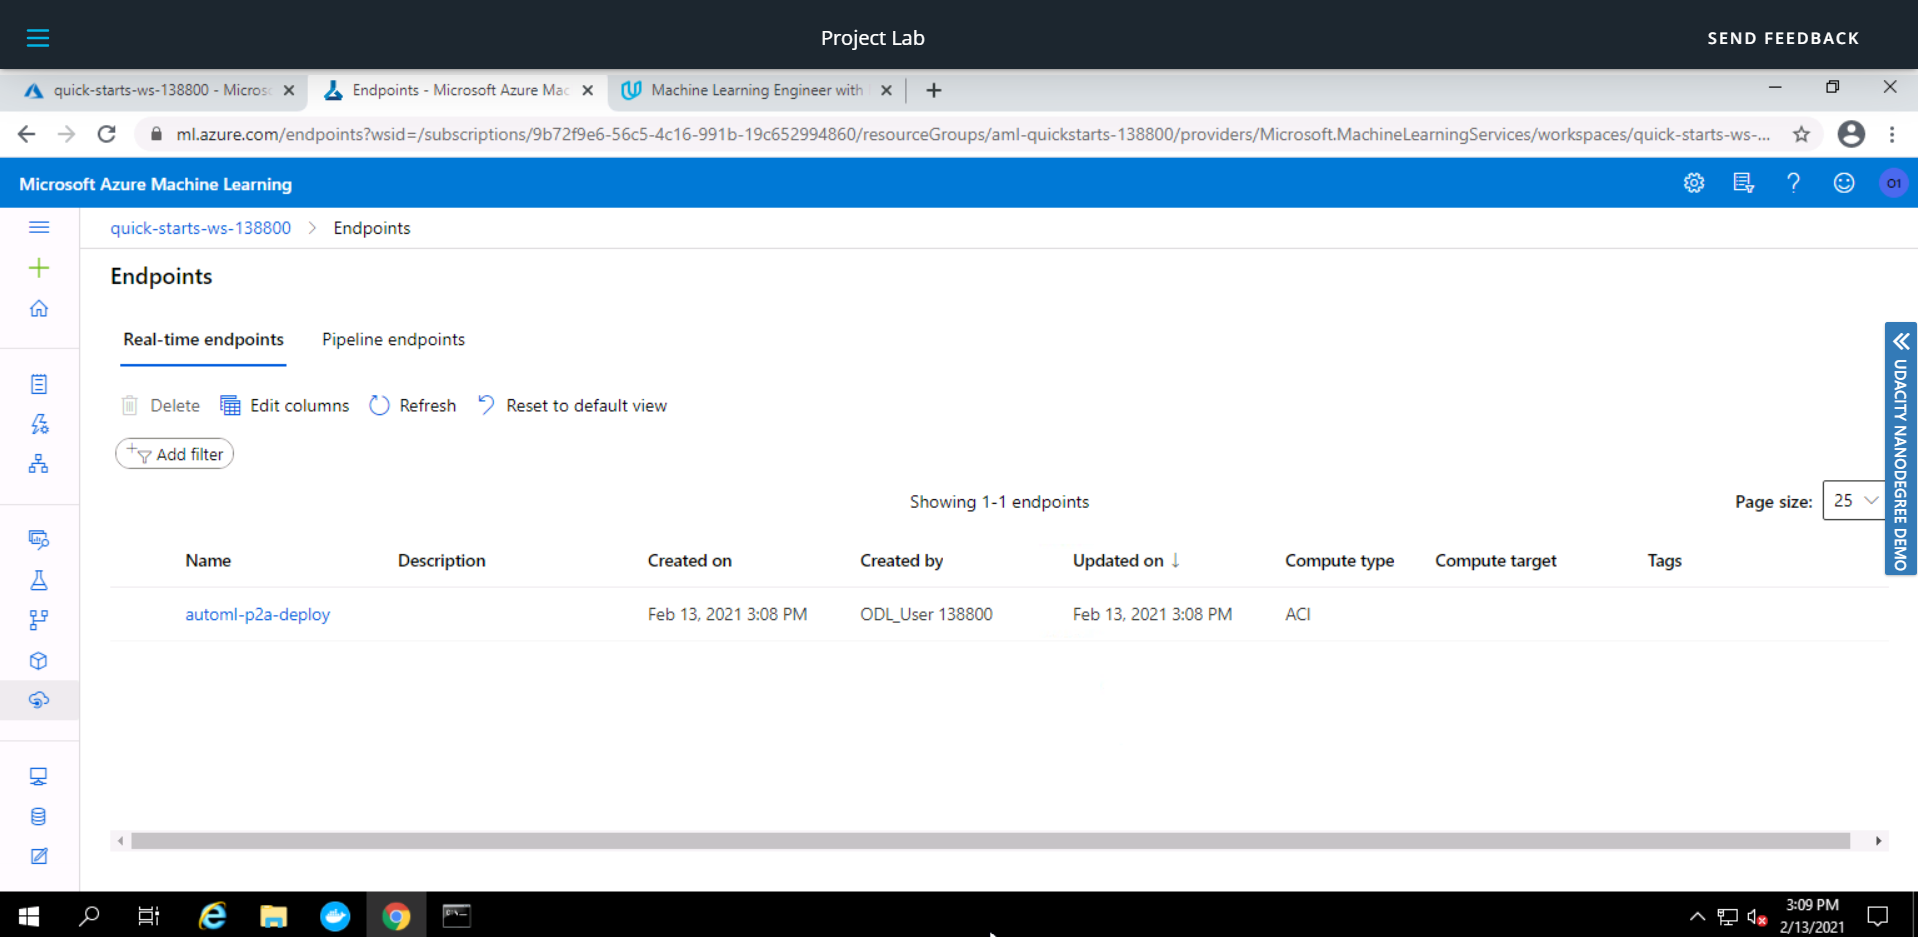 Project Lab
SEND FEEDBACK
quick-starts-ws-138800 - Micros
Endpoints - Microsoft Azure Mac
Machine Learning Engineer with
ml.azure.com/endpoints?wsid=/subscriptions/9b72f9e6-56c5-4c16-991b-19c652994860/resourceGroups/aml-quickstarts-138800/providers/Microsoft.MachineLearningServices/workspaces/quick-starts-ws-...
Microsoft Azure Machine Learning
O1
quick-starts-ws-138800 > Endpoints
Endpoints
Real-time endpoints
Pipeline endpoints
Delete
Edit columns
Refresh
Reset to default view
Add filter
Showing 1-1 endpoints
Page size: 25
UDACITY NANODEGREE DEMO
Name Description Created on Created by Updated on ↓ Compute type Compute target Tags
automl-p2a-deploy Feb 13, 2021 3:08 PM ODL_User 138800 Feb 13, 2021 3:08 PM ACI
3:09 PM
2/13/2021